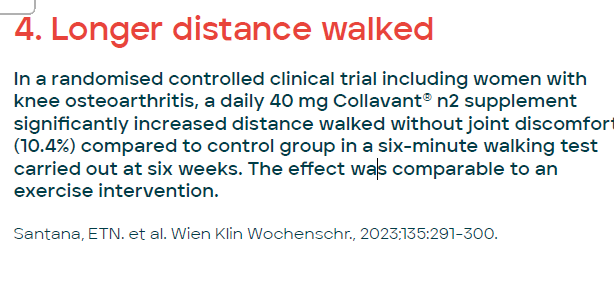 4. Longer distance walked
In a randomised controlled clinical trial including women with
knee osteoarthritis, a daily 40 mg Collavant® n2 supplement
significantly increased distance walked without joint discomfort
(10.4%) compared to control group in a six-minute walking test
carried out at six weeks. The effect was comparable to an
exercise intervention.
Santana, ETN. et al. Wien Klin Wochenschr., 2023;135:291-300.